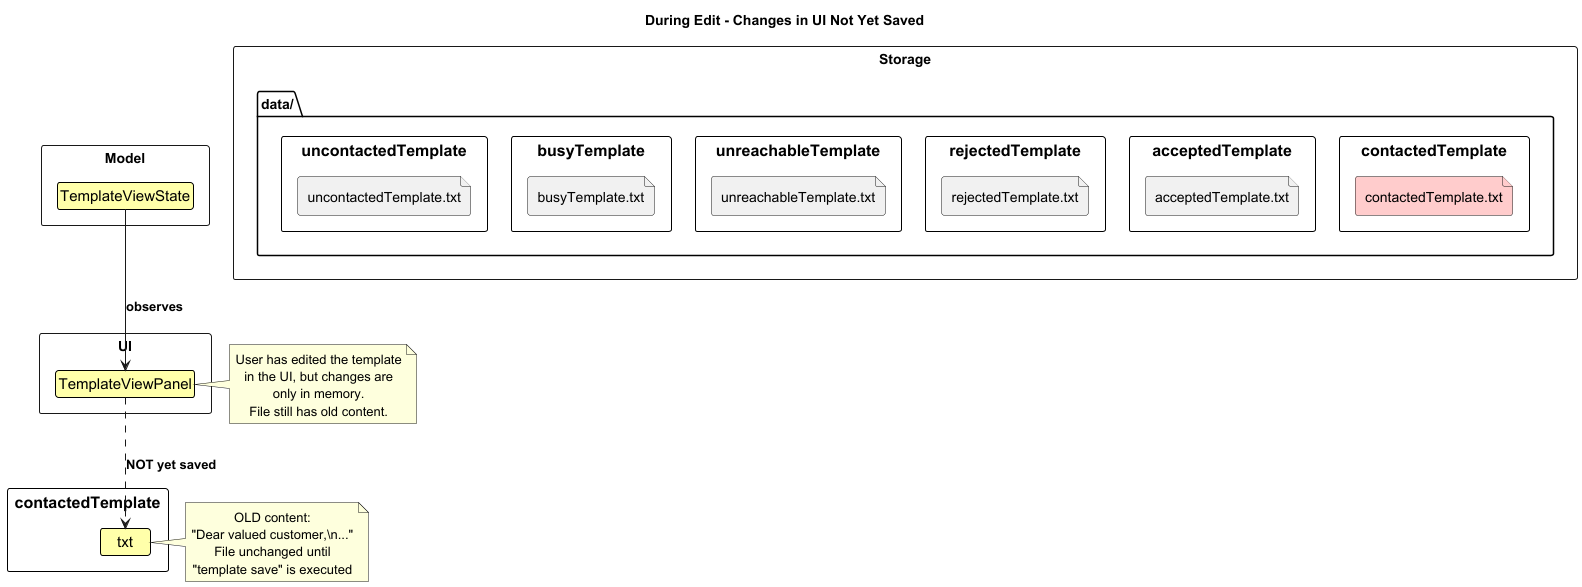 During Edit - Changes in UI Not Yet Saved
Storage
data/
uncontactedTemplate
busyTemplate
unreachableTemplate
rejectedTemplate
acceptedTemplate
contactedTemplate
uncontactedTemplate.txt
busyTemplate.txt
unreachableTemplate.txt
rejectedTemplate.txt
acceptedTemplate.txt
contactedTemplate.txt
Model
TemplateViewState
observes
UI
TemplateViewPanel
User has edited the template
in the UI, but changes are
only in memory.
File still has old content.
NOT yet saved
contactedTemplate
txt
OLD content:
"Dear valued customer,\n..."
File unchanged until
"template save" is executed